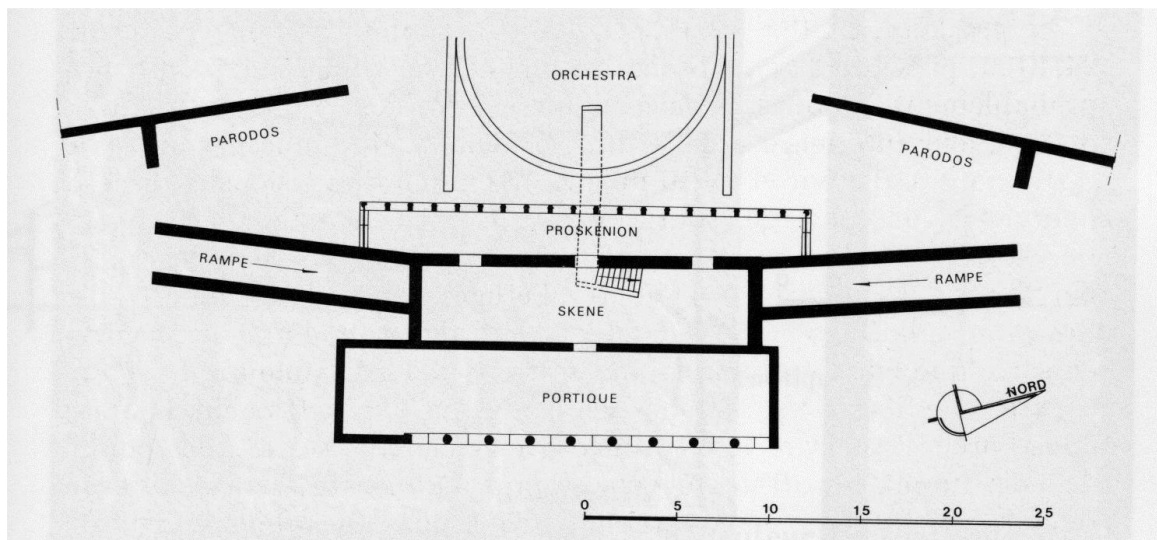 ORCHESTRA
PARODOS
PARODOS
PROSKENION
RAMPE
RAMPE
SKENE
PORTIQUE
NORD
0 5 10 15 20 25